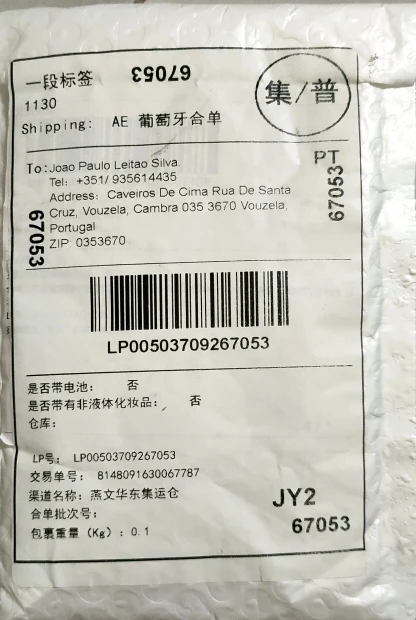 一段标签
67053
集/普
1130
Shipping: AE 葡萄牙合单
To: Joao Paulo Leitao Silva.
PT
Tel: +351/ 935614435
67053
Address: Caveiros De Cima Rua De Santa
Cruz, Vouzela, Cambra 035 3670 Vouzela,
Portugal
67053
ZIP: 0353670
LP00503709267053
是否带电池: 否
是否带有非液体化妆品: 否
仓库:
LP号: LP00503709267053
交易单号: 8148091630067787
渠道名称: 燕文华东集运仓
JY2
合单批次号:
67053
包裹重量 (Kg) : 0.1